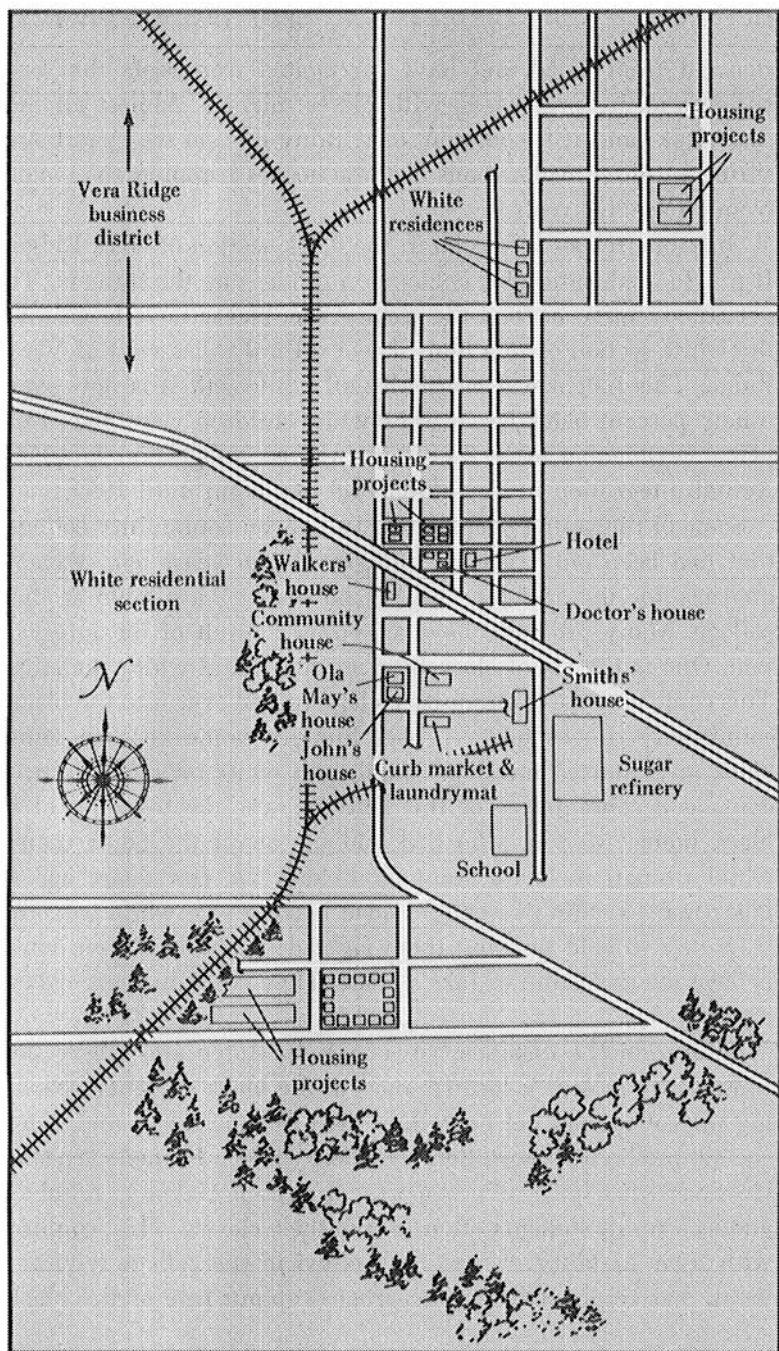 Housing
projects
Vera Ridge
business
district
White
residences
Housing
projects
Hotel
Walkers'
house
White residential
section
Doctor's house
Community
house
N
Ola
May's
house
Smiths'
house
John's
house
Curb market &
laundrymat
Sugar
refinery
School
Housing
projects